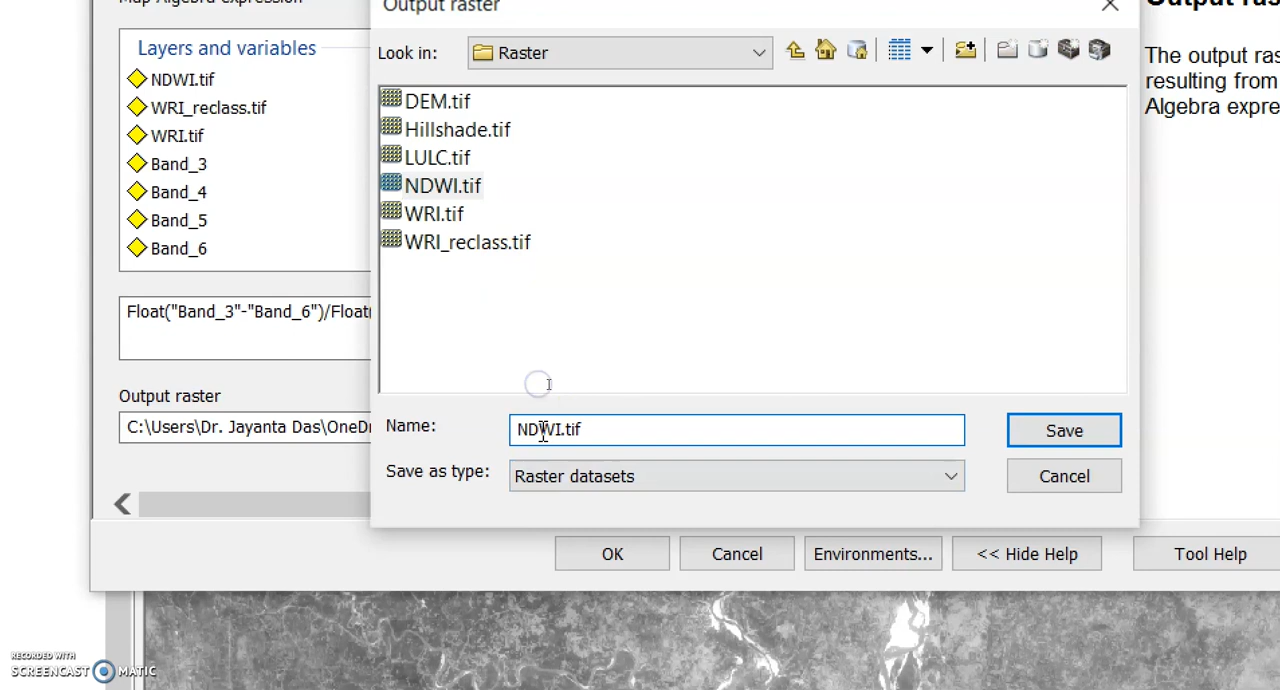 Map Algebra expression
Output raster
Output ras
Layers and variables
NDWI.tif
WRI_reclass.tif
WRI.tif
Band_3
Band_4
Band_5
Band_6
Look in:
Raster
The output ras
resulting from
Algebra expre
DEM.tif
Hillshade.tif
LULC.tif
NDWI.tif
WRI.tif
WRI_reclass.tif
Float("Band_3"-"Band_6")/Float(
Output raster
C:\Users\Dr. Jayanta Das\OneDr
Name:
NDWI.tif
Save
Save as type:
Raster datasets
Cancel
OK
Cancel
Environments...
<< Hide Help
Tool Help
RECORDED WITH
SCREENCAST MATIC